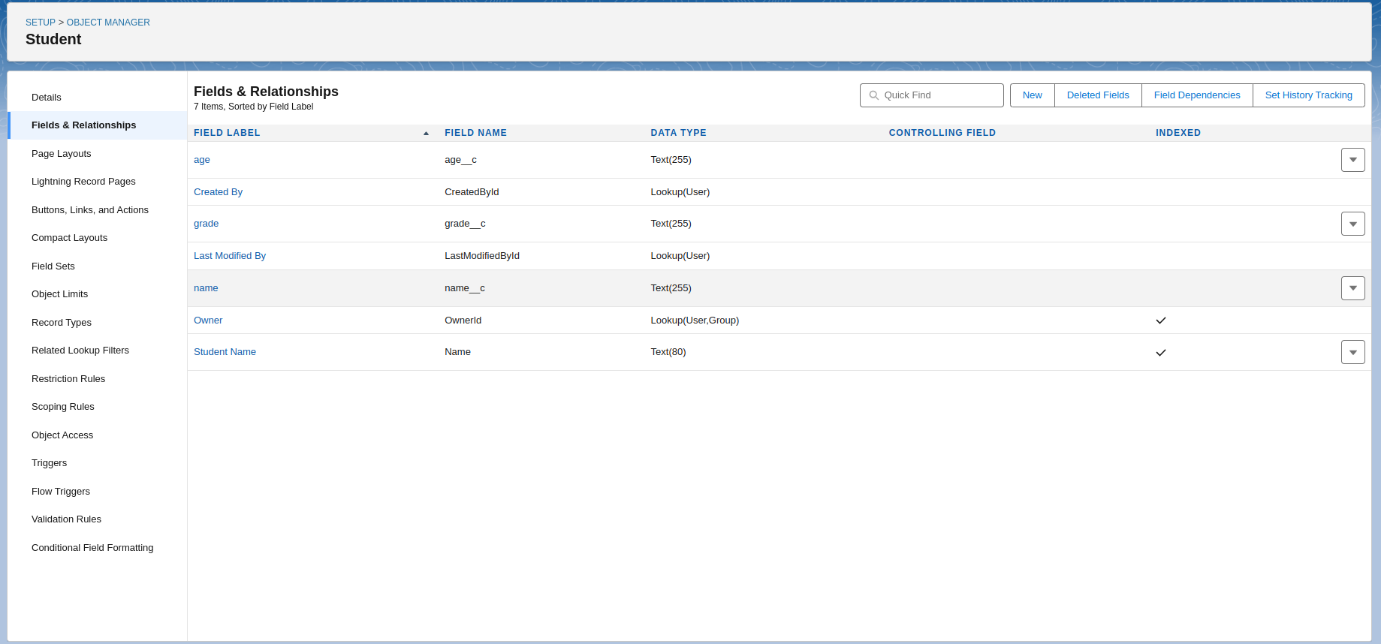 SETUP > OBJECT MANAGER
Student
Details
Fields & Relationships
Page Layouts
Lightning Record Pages
Buttons, Links, and Actions
Compact Layouts
Field Sets
Object Limits
Record Types
Related Lookup Filters
Restriction Rules
Scoping Rules
Object Access
Triggers
Flow Triggers
Validation Rules
Conditional Field Formatting
Fields & Relationships
7 Items, Sorted by Field Label
Quick Find
New Deleted Fields Field Dependencies Set History Tracking
FIELD LABEL FIELD NAME DATA TYPE CONTROLLING FIELD INDEXED
age age__c Text(255)
Created By CreatedById Lookup(User)
grade grade__c Text(255)
Last Modified By LastModifiedById Lookup(User)
name name__c Text(255)
Owner OwnerId Lookup(User,Group)
Student Name Name Text(80)